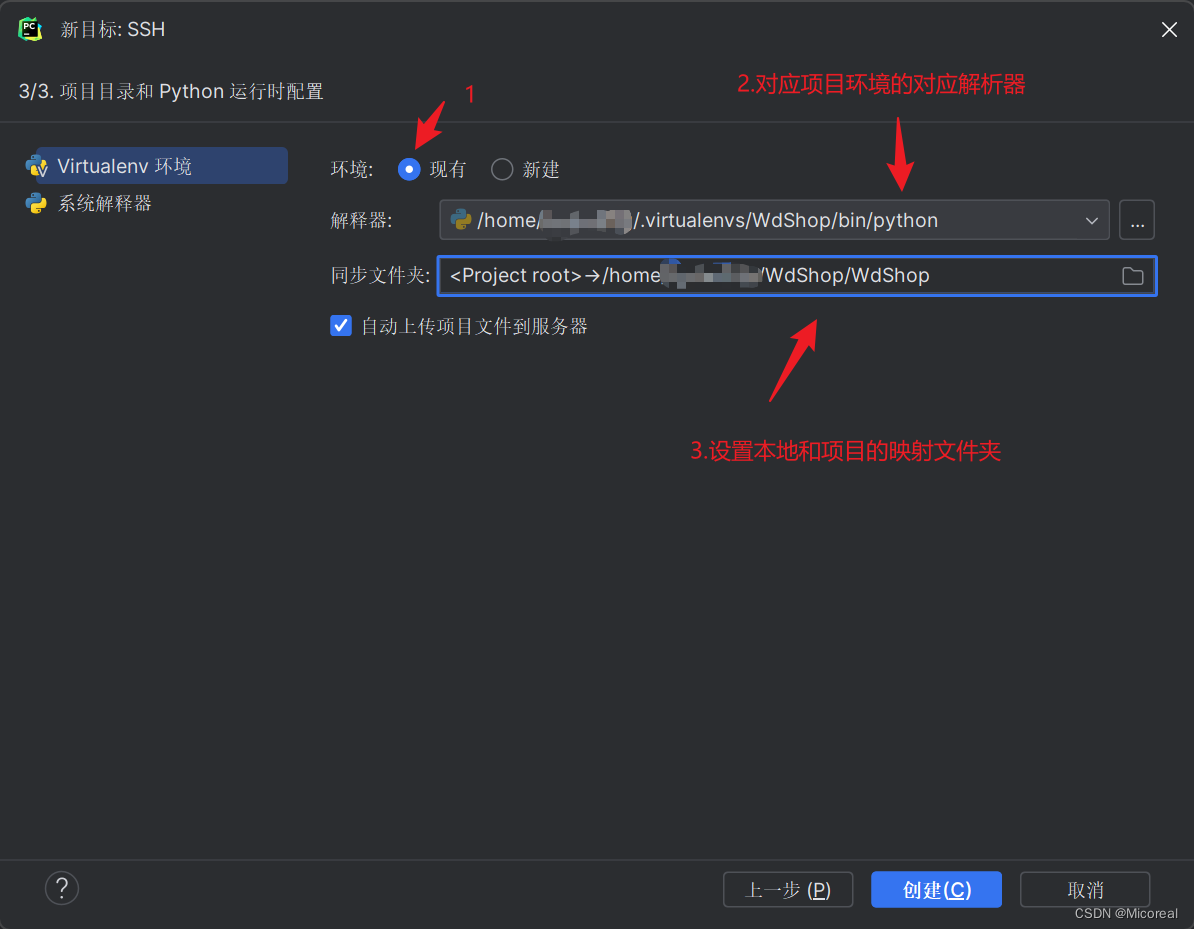 新目标: SSH
3/3. 项目目录和 Python 运行时配置
1
2.对应项目环境的对应解析器
Virtualenv 环境
系统解释器
环境: 现有 新建
解释器: /home/ /.virtualenvs/WdShop/bin/python ...
同步文件夹: <Project root>→/home /WdShop/WdShop
自动上传项目文件到服务器
3.设置本地和项目的映射文件夹
? 上一步 (P) 创建(C) 取消
CSDN @Micoreal